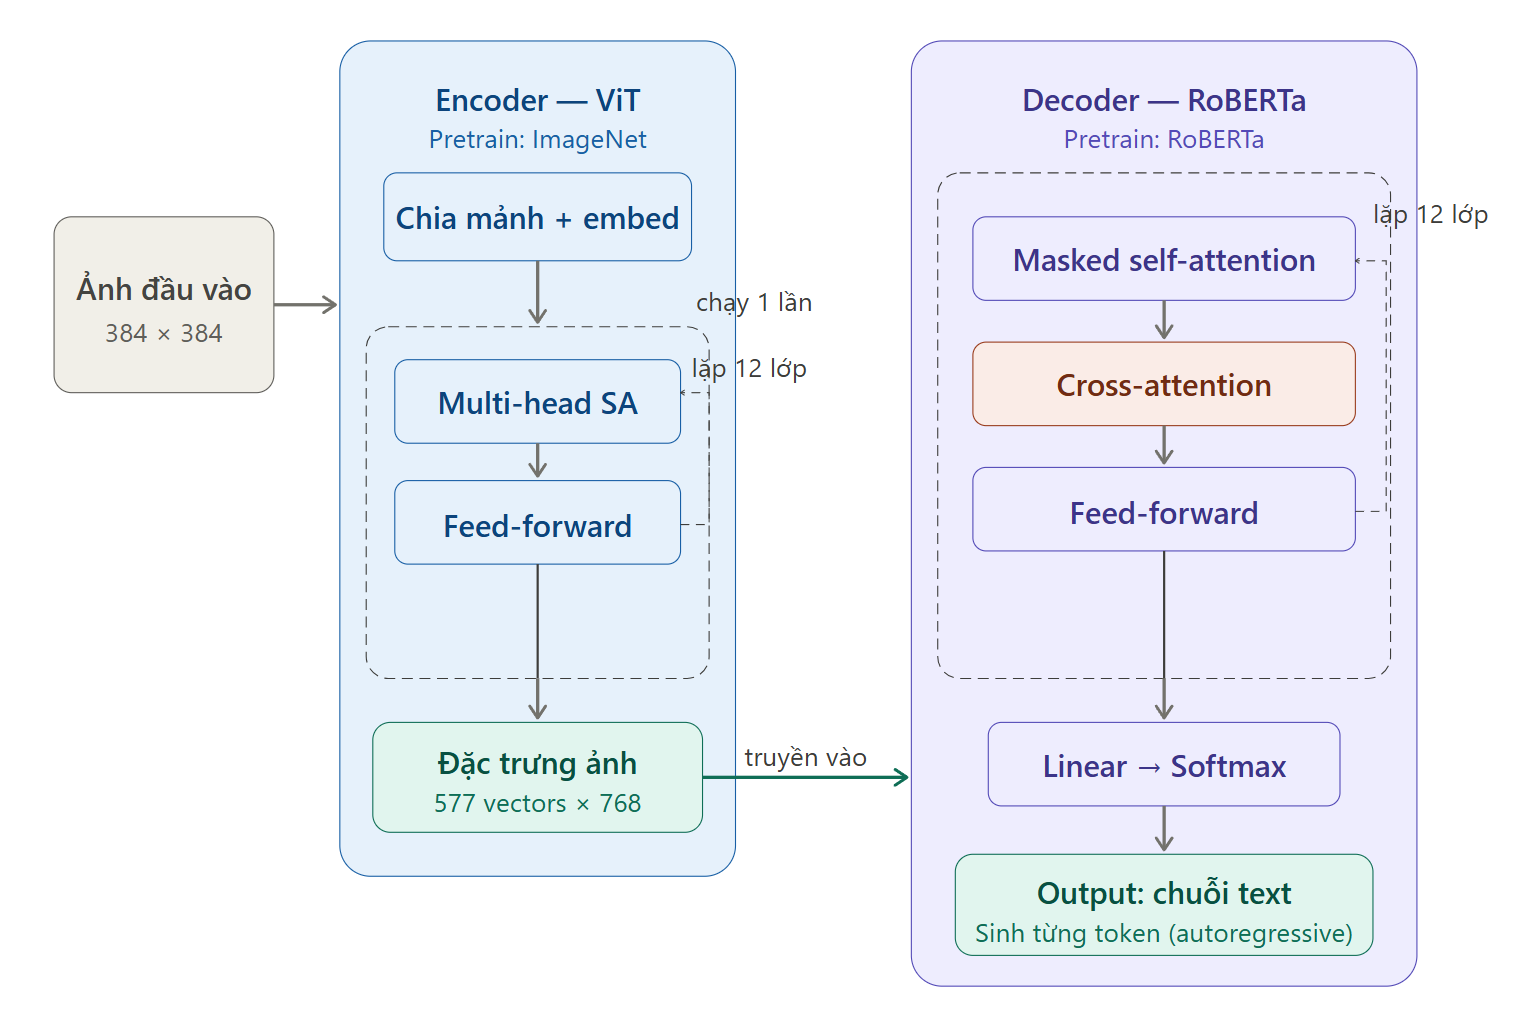 Ảnh đầu vào
384 × 384
Encoder — ViT
Pretrain: ImageNet
Chia mảnh + embed
chạy 1 lần
lặp 12 lớp
Multi-head SA
Feed-forward
Đặc trưng ảnh
577 vectors × 768
truyền vào
Decoder — RoBERTa
Pretrain: RoBERTa
lặp 12 lớp
Masked self-attention
Cross-attention
Feed-forward
Linear → Softmax
Output: chuỗi text
Sinh từng token (autoregressive)